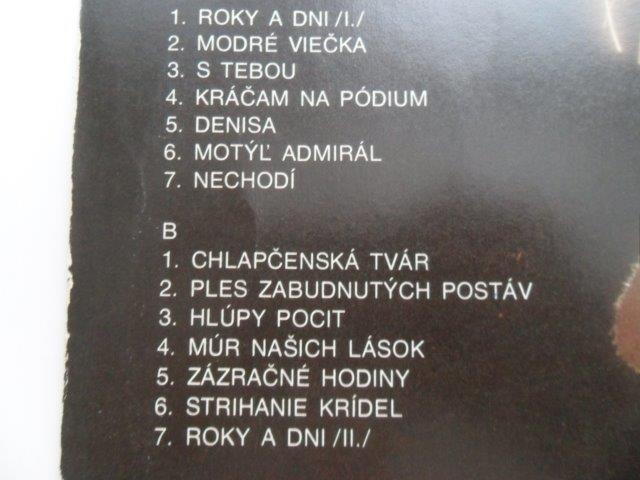 1. ROKY A DNI /I./
2. MODRÉ VIEČKA
3. S TEBOU
4. KRÁČAM NA PÓDIUM
5. DENISA
6. MOTÝĽ ADMIRÁL
7. NECHODÍ
B
1. CHLAPČENSKÁ TVÁR
2. PLES ZABUDNUTÝCH POSTÁV
3. HLÚPY POCIT
4. MÚR NAŠICH LÁSOK
5. ZÁZRAČNÉ HODINY
6. STRIHANIE KRÍDEL
7. ROKY A DNI /II./